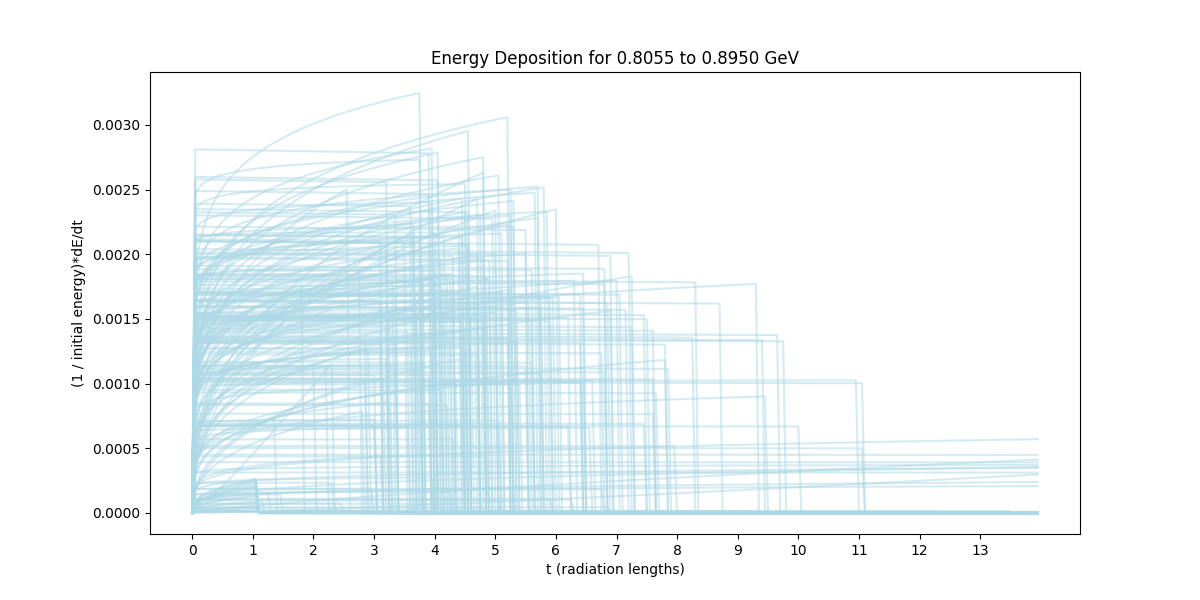 Energy Deposition for 0.8055 to 0.8950 GeV
(1 / initial energy)*dE/dt
0.0030
0.0025
0.0020
0.0015
0.0010
0.0005
0.0000
0 1 2 3 4 5 6 7 8 9 10 11 12 13
t (radiation lengths)